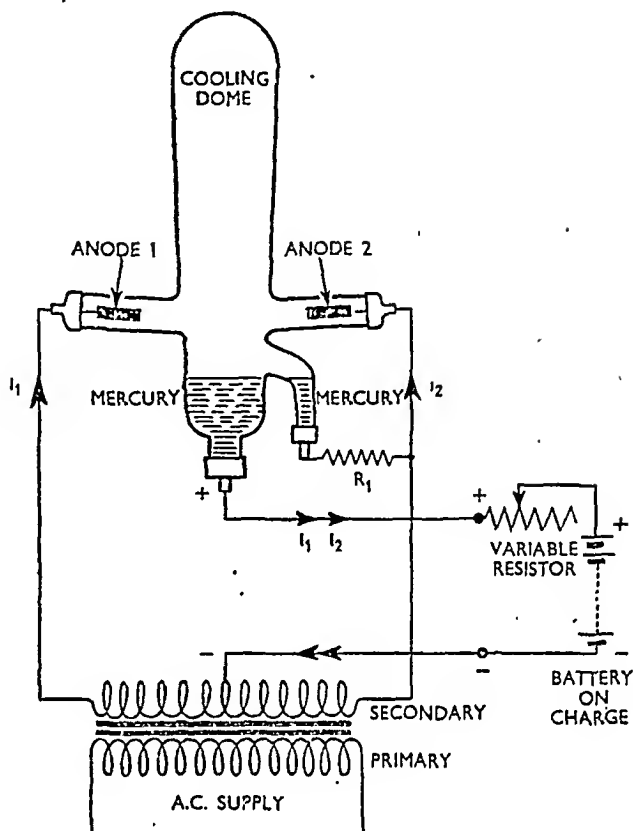 COOLING
DOME
ANODE 1
ANODE 2
I₁
MERCURY
MERCURY
I₂
R₁
+
+
I₁ I₂
VARIABLE
RESISTOR
+
−
−
−
BATTERY
ON
CHARGE
SECONDARY
PRIMARY
A.C. SUPPLY